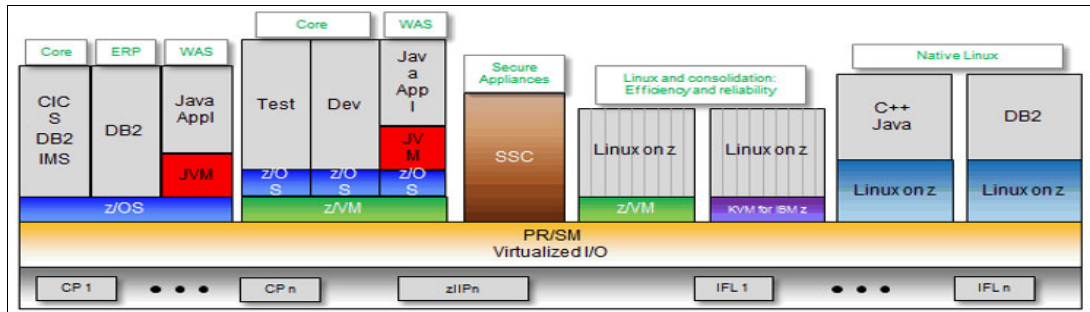 Core
ERP
WAS
Core
WAS
Secure
Appliances
Linux and consolidation:
Efficiency and reliability
Native Linux
CIC
S
DB2
IMS
DB2
Java
Appl
JVM
z/OS
Test
Dev
Jav
a
App
l
JV
M
z/O
S
z/O
S
z/O
S
z/VM
SSC
Linux on z
z/VM
Linux on z
KVM for IBM z
C++
Java
Linux on z
DB2
Linux on z
PR/SM
Virtualized I/O
CP 1
• • •
CP n
zIIPn
IFL 1
• • •
IFL n